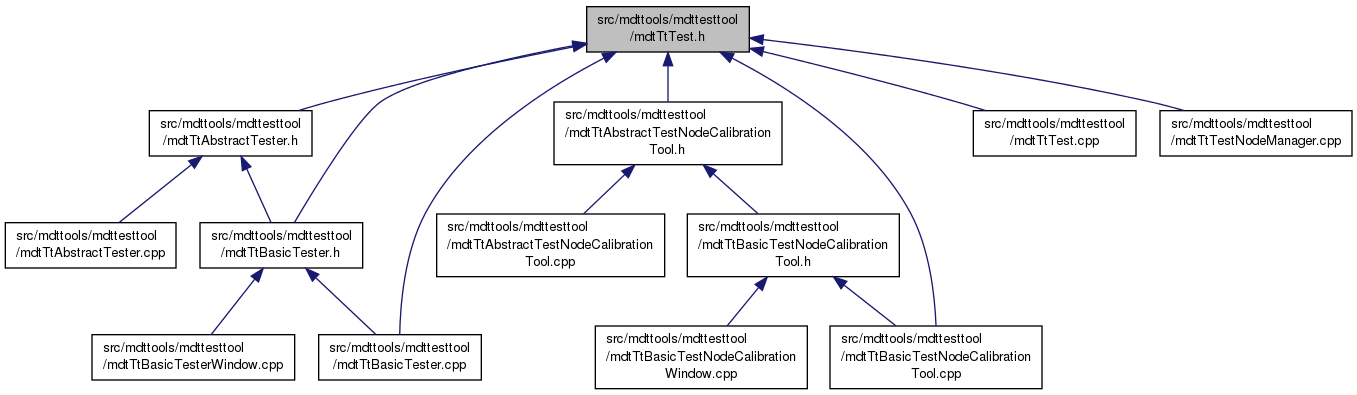 src/mdttools/mdttesttool
/mdtTtTest.h
src/mdttools/mdttesttool
/mdtTtAbstractTester.h
src/mdttools/mdttesttool
/mdtTtAbstractTestNodeCalibration
Tool.h
src/mdttools/mdttesttool
/mdtTtTest.cpp
src/mdttools/mdttesttool
/mdtTtTestNodeManager.cpp
src/mdttools/mdttesttool
/mdtTtAbstractTester.cpp
src/mdttools/mdttesttool
/mdtTtBasicTester.h
src/mdttools/mdttesttool
/mdtTtAbstractTestNodeCalibration
Tool.cpp
src/mdttools/mdttesttool
/mdtTtBasicTestNodeCalibration
Tool.h
src/mdttools/mdttesttool
/mdtTtBasicTesterWindow.cpp
src/mdttools/mdttesttool
/mdtTtBasicTester.cpp
src/mdttools/mdttesttool
/mdtTtBasicTestNodeCalibration
Window.cpp
src/mdttools/mdttesttool
/mdtTtBasicTestNodeCalibration
Tool.cpp